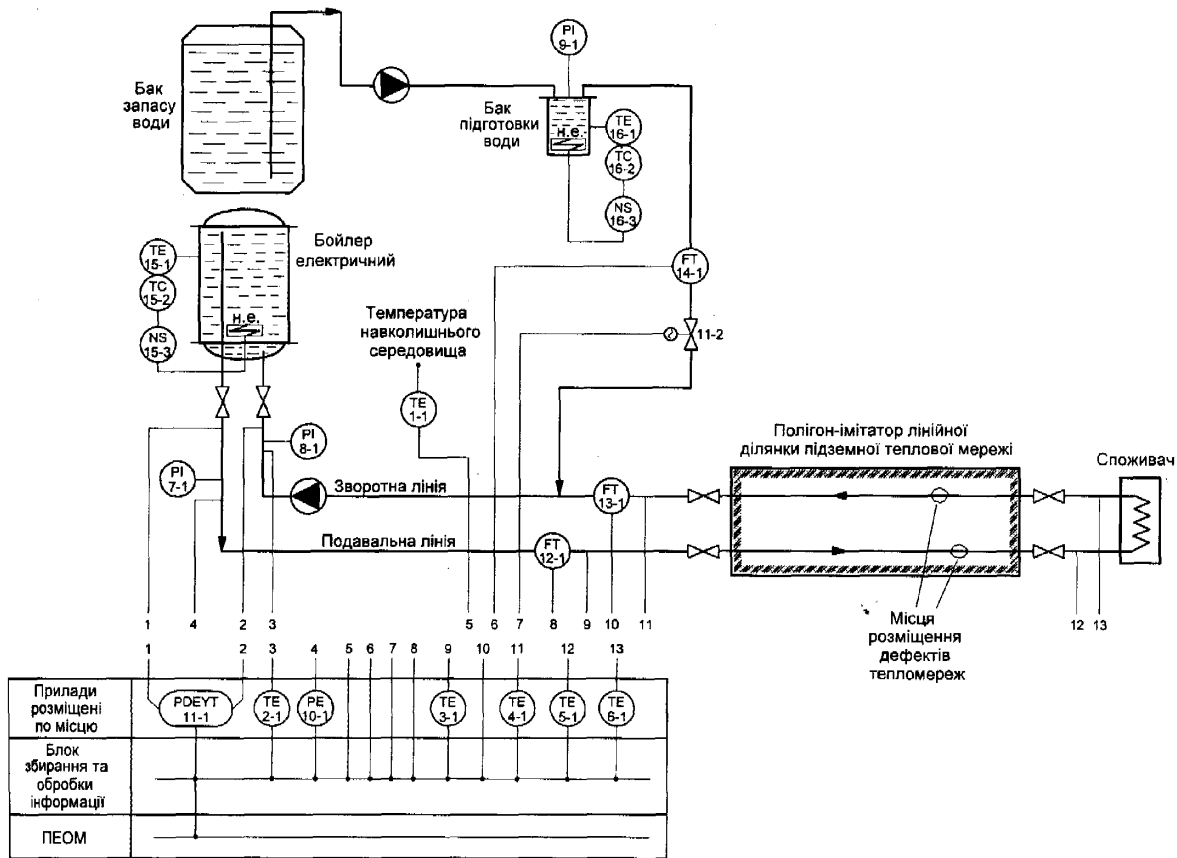 Бак
запасу
води
PI
9-1
Бак
підготовки
води
н.е.
TE
16-1
TC
16-2
NS
16-3
Бойлер
електричний
TE
15-1
TC
15-2
NS
15-3
н.е.
FT
14-1
11-2
Температура
навколишнього
середовища
TE
1-1
PI
8-1
PI
7-1
Зворотна лінія
FT
13-1
Подавальна лінія
FT
12-1
Полігон-імітатор лінійної
ділянки підземної теплової мережі
Споживач
Місця
розміщення
дефектів
тепломереж
1 4 2 3 5 6 7 8 9 10 11 12 13
1 2 3 4 5 6 7 8 9 10 11 12 13
Прилади
розміщені
по місцю
PDEYT
11-1
TE
2-1
PE
10-1
TE
3-1
TE
4-1
TE
5-1
TE
6-1
Блок
збирання та
обробки
інформації
ПЕОМ